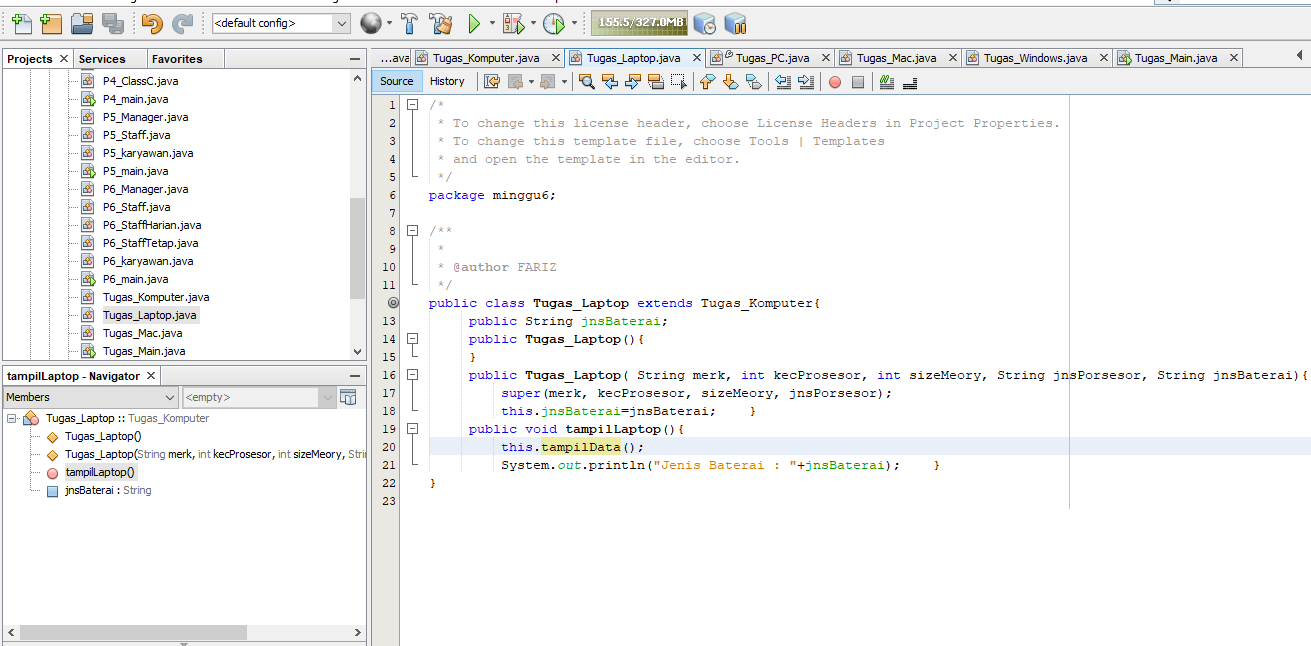 <default config>
155.5/327.0MB
Projects
Services
Favorites
P4_ClassC.java
P4_main.java
P5_Manager.java
P5_Staff.java
P5_karyawan.java
P5_main.java
P6_Manager.java
P6_Staff.java
P6_StaffHarian.java
P6_StaffTetap.java
P6_karyawan.java
P6_main.java
Tugas_Komputer.java
Tugas_Laptop.java
Tugas_Mac.java
Tugas_Main.java
tampilLaptop - Navigator
Members
<empty>
Tugas_Laptop :: Tugas_Komputer
Tugas_Laptop()
Tugas_Laptop(String merk, int kecProsesor, int sizeMeory, Stri
tampilLaptop()
jnsBaterai : String
...ava
Tugas_Komputer.java
Tugas_Laptop.java
Tugas_PC.java
Tugas_Mac.java
Tugas_Windows.java
Tugas_Main.java
Source
History
1 /*
2 * To change this license header, choose License Headers in Project Properties.
3 * To change this template file, choose Tools | Templates
4 * and open the template in the editor.
5 */
6 package minggu6;
7
8 /**
9 *
10 * @author FARIZ
11 */
public class Tugas_Laptop extends Tugas_Komputer{
13 public String jnsBaterai;
14 public Tugas_Laptop(){
15 }
16 public Tugas_Laptop( String merk, int kecProsesor, int sizeMeory, String jnsPorsesor, String jnsBaterai){
17 super(merk, kecProsesor, sizeMeory, jnsPorsesor);
18 this.jnsBaterai=jnsBaterai; }
19 public void tampilLaptop(){
20 this.tampilData();
21 System.out.println("Jenis Baterai : "+jnsBaterai); }
22 }
23